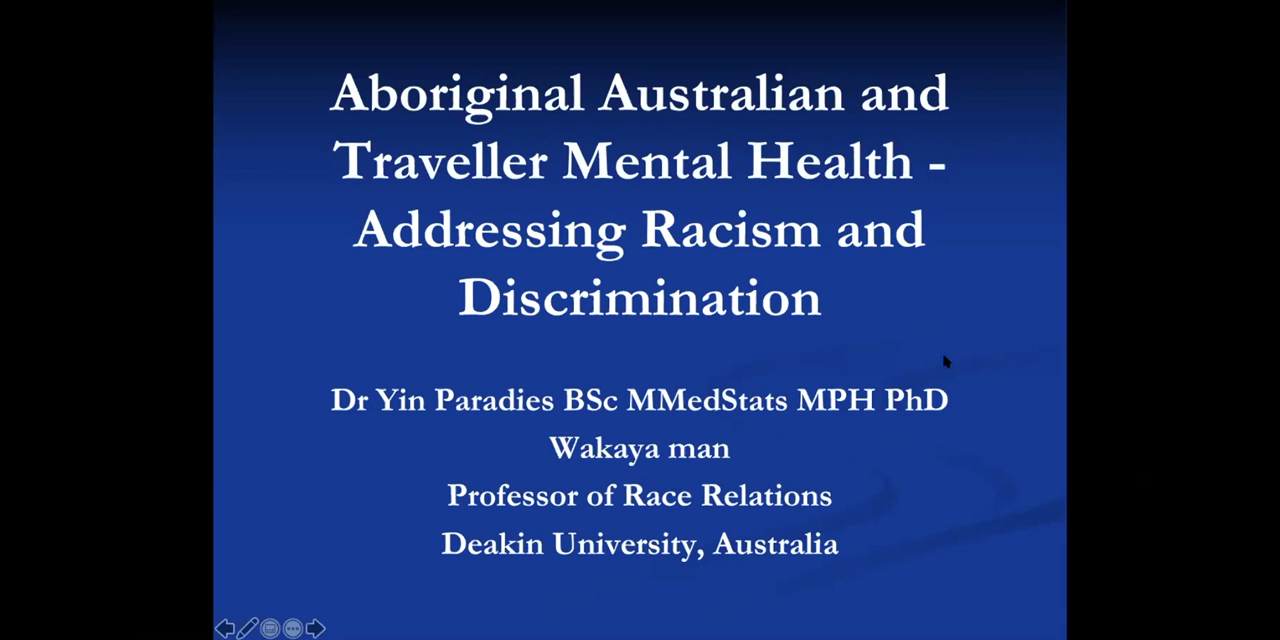 Aboriginal Australian and
Traveller Mental Health -
Addressing Racism and
Discrimination
Dr Yin Paradies BSc MMedStats MPH PhD
Wakaya man
Professor of Race Relations
Deakin University, Australia